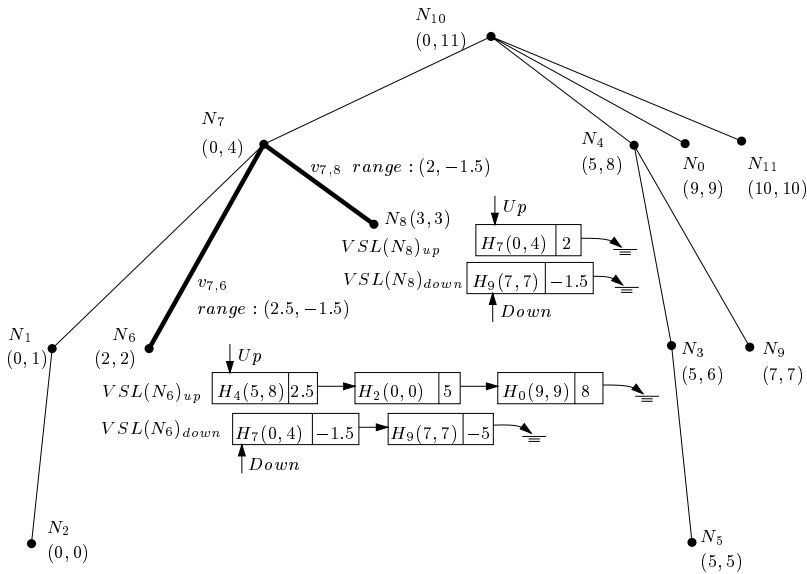 N10
(0, 11)
N7
(0, 4)
N4
(5, 8)
N0
(9, 9)
N11
(10, 10)
v7,8 range : (2, −1.5)
N8(3, 3)
Up
VSL(N8)up H7(0, 4) 2
VSL(N8)down H9(7, 7) −1.5
Down
v7,6
range : (2.5, −1.5)
N1
(0, 1)
N6
(2, 2)
N3
(5, 6)
N9
(7, 7)
Up
VSL(N6)up H4(5, 8) 2.5 H2(0, 0) 5 H0(9, 9) 8
VSL(N6)down H7(0, 4) −1.5 H9(7, 7) −5
Down
N2
(0, 0)
N5
(5, 5)